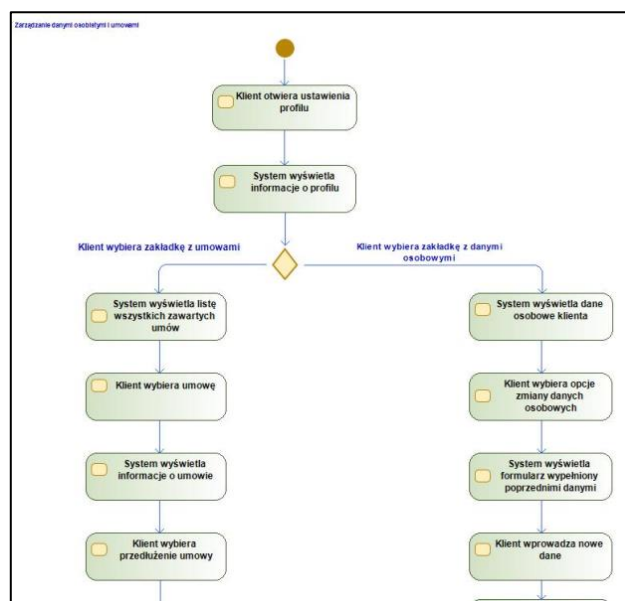 Zarządzanie danymi osobistymi i umowami
Klient otwiera ustawienia
profilu
System wyświetla
informacje o profilu
Klient wybiera zakładkę z umowami
Klient wybiera zakładkę z danymi
osobowymi
System wyświetla listę
wszystkich zawartych
umów
System wyświetla dane
osobowe klienta
Klient wybiera umowę
Klient wybiera opcje
zmiany danych
osobowych
System wyświetla
informacje o umowie
System wyświetla
formularz wypełniony
poprzednimi danymi
Klient wybiera
przedłużenie umowy
Klient wprowadza nowe
dane